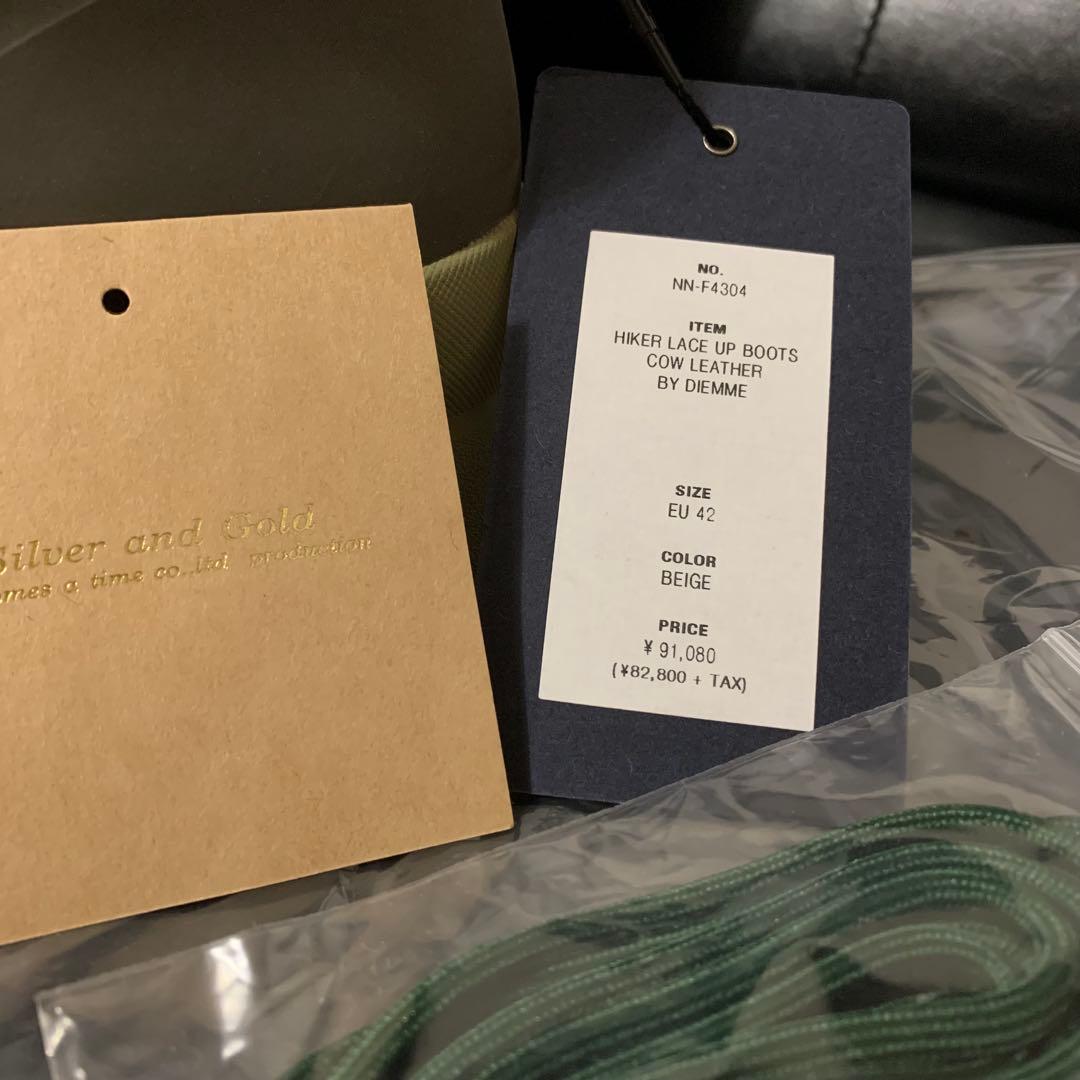 Silver and Gold
omes a time co.,ltd production
NO.
NN-F4304
ITEM
HIKER LACE UP BOOTS
COW LEATHER
BY DIEMME
SIZE
EU 42
COLOR
BEIGE
PRICE
¥ 91,080
(¥82,800 + TAX)